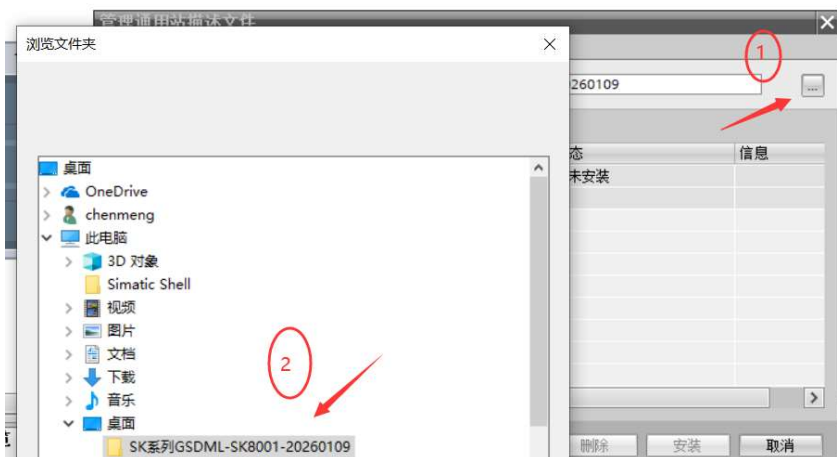 管理通用站描述文件
浏览文件夹
1
260109
...
态
信息
未安装
桌面
OneDrive
chenmeng
此电脑
3D 对象
Simatic Shell
视频
图片
文档
下载
音乐
桌面
SK系列GSDML-SK8001-20260109
2
删除
安装
取消